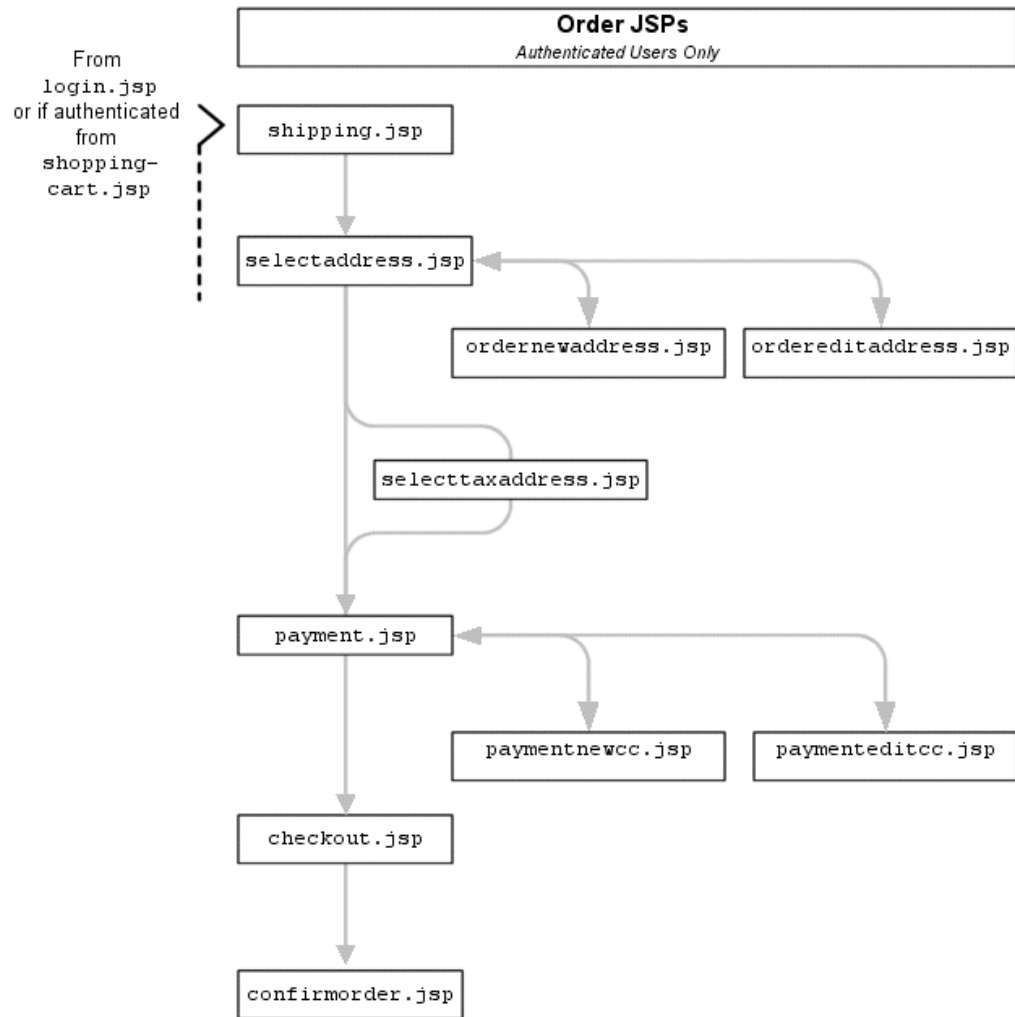 Order JSPs
Authenticated Users Only
From
login.jsp
or if authenticated
from
shopping-
cart.jsp
shipping.jsp
selectaddress.jsp
ordernewaddress.jsp
ordereditaddress.jsp
selecttaxaddress.jsp
payment.jsp
paymentnewcc.jsp
paymenteditcc.jsp
checkout.jsp
confirmorder.jsp